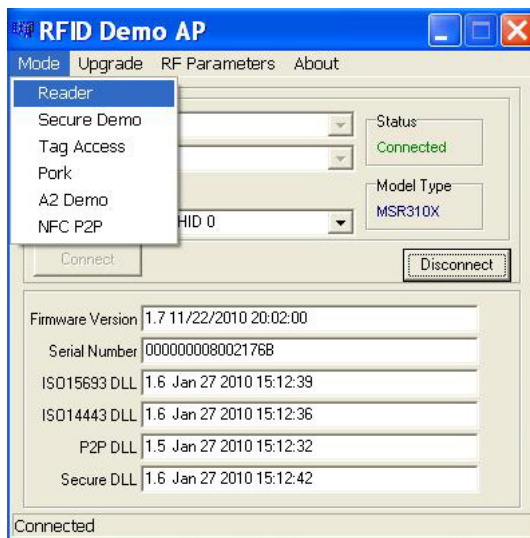 RFID Demo AP
Mode Upgrade RF Parameters About
Reader
Secure Demo
Tag Access
Pork
A2 Demo
NFC P2P
Status
Connected
Model Type
MSR310X
HID 0
Connect
Disconnect
Firmware Version 1.7 11/22/2010 20:02:00
Serial Number 000000008002176B
ISO15693 DLL 1.6 Jan 27 2010 15:12:39
ISO14443 DLL 1.6 Jan 27 2010 15:12:36
P2P DLL 1.5 Jan 27 2010 15:12:32
Secure DLL 1.6 Jan 27 2010 15:12:42
Connected